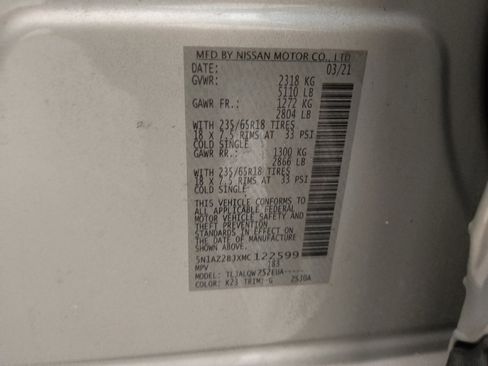 MFD BY NISSAN MOTOR CO., LTD.
DATE: 03/21
GVWR: 2318 KG
5110 LB
GAWR FR.: 1272 KG
2804 LB
WITH 235/65R18 TIRES
18 X 7.5 RIMS AT 33 PSI
COLD SINGLE
GAWR RR.: 1300 KG
2866 LB
WITH 235/65R18 TIRES
18 X 7.5 RIMS AT 33 PSI
COLD SINGLE
THIS VEHICLE CONFORMS TO
ALL APPLICABLE FEDERAL
MOTOR VEHICLE SAFETY AND
THEFT PREVENTION
STANDARDS IN EFFECT ON
THE DATE OF MANUFACTURE
SHOWN ABOVE.
5N1AZ2BJXMC122599
MPV 183
MODEL: TLJALQWZ52EUA-----
COLOR: K23 TRIM:G 2510A